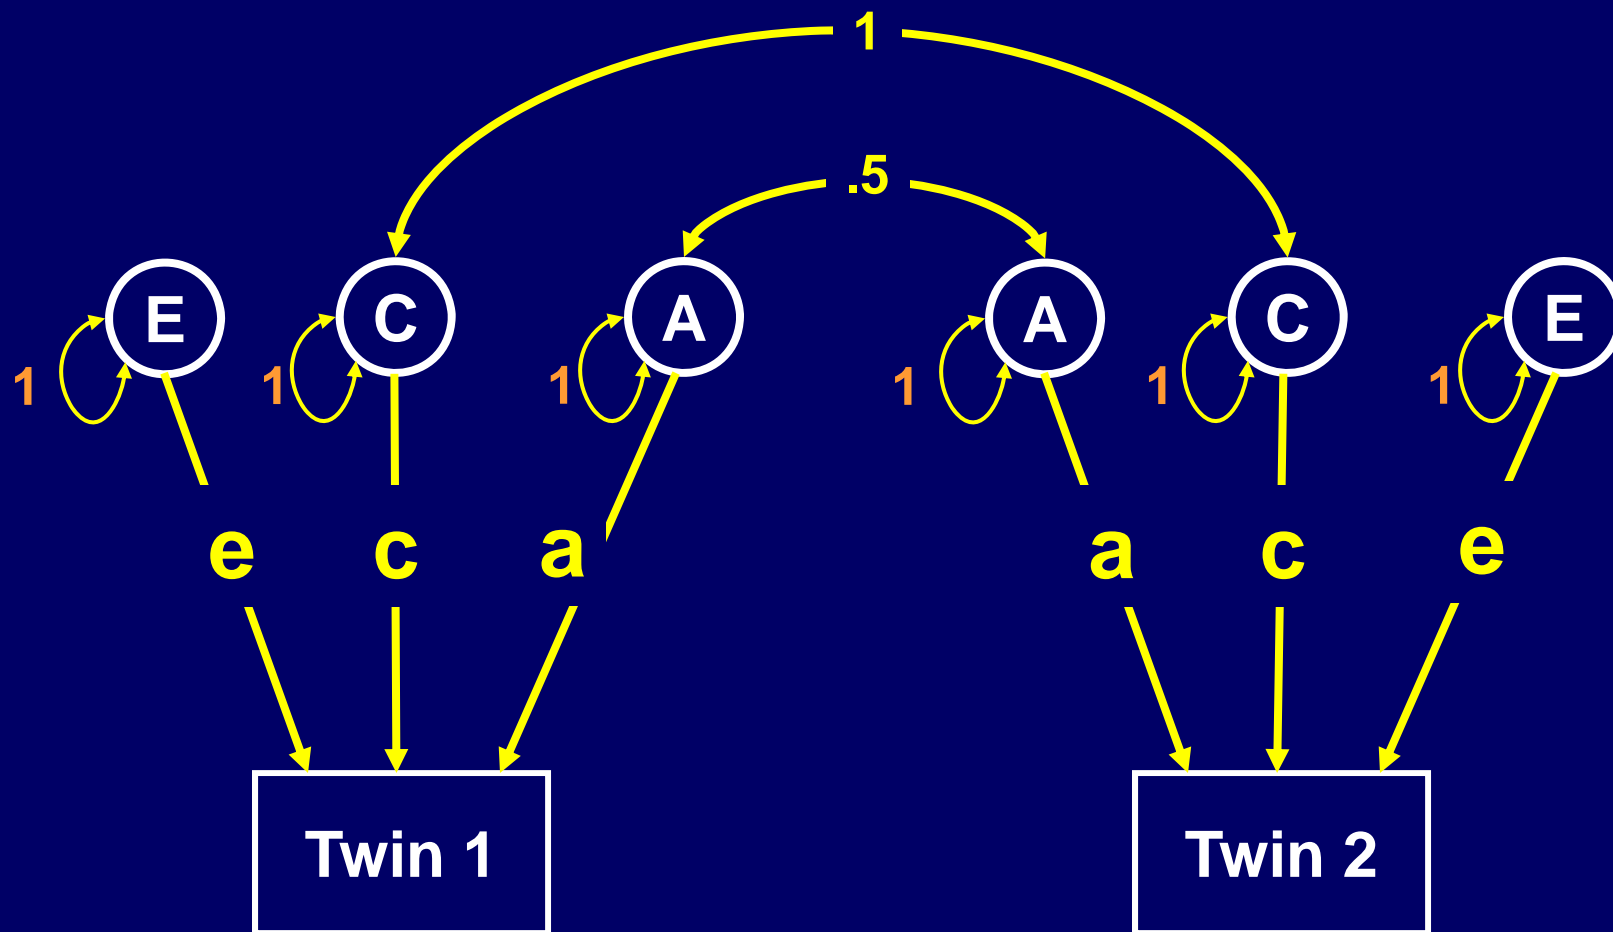 1
.5
E C A A C E
1 1 1 1 1 1
e c a a c e
Twin 1 Twin 2